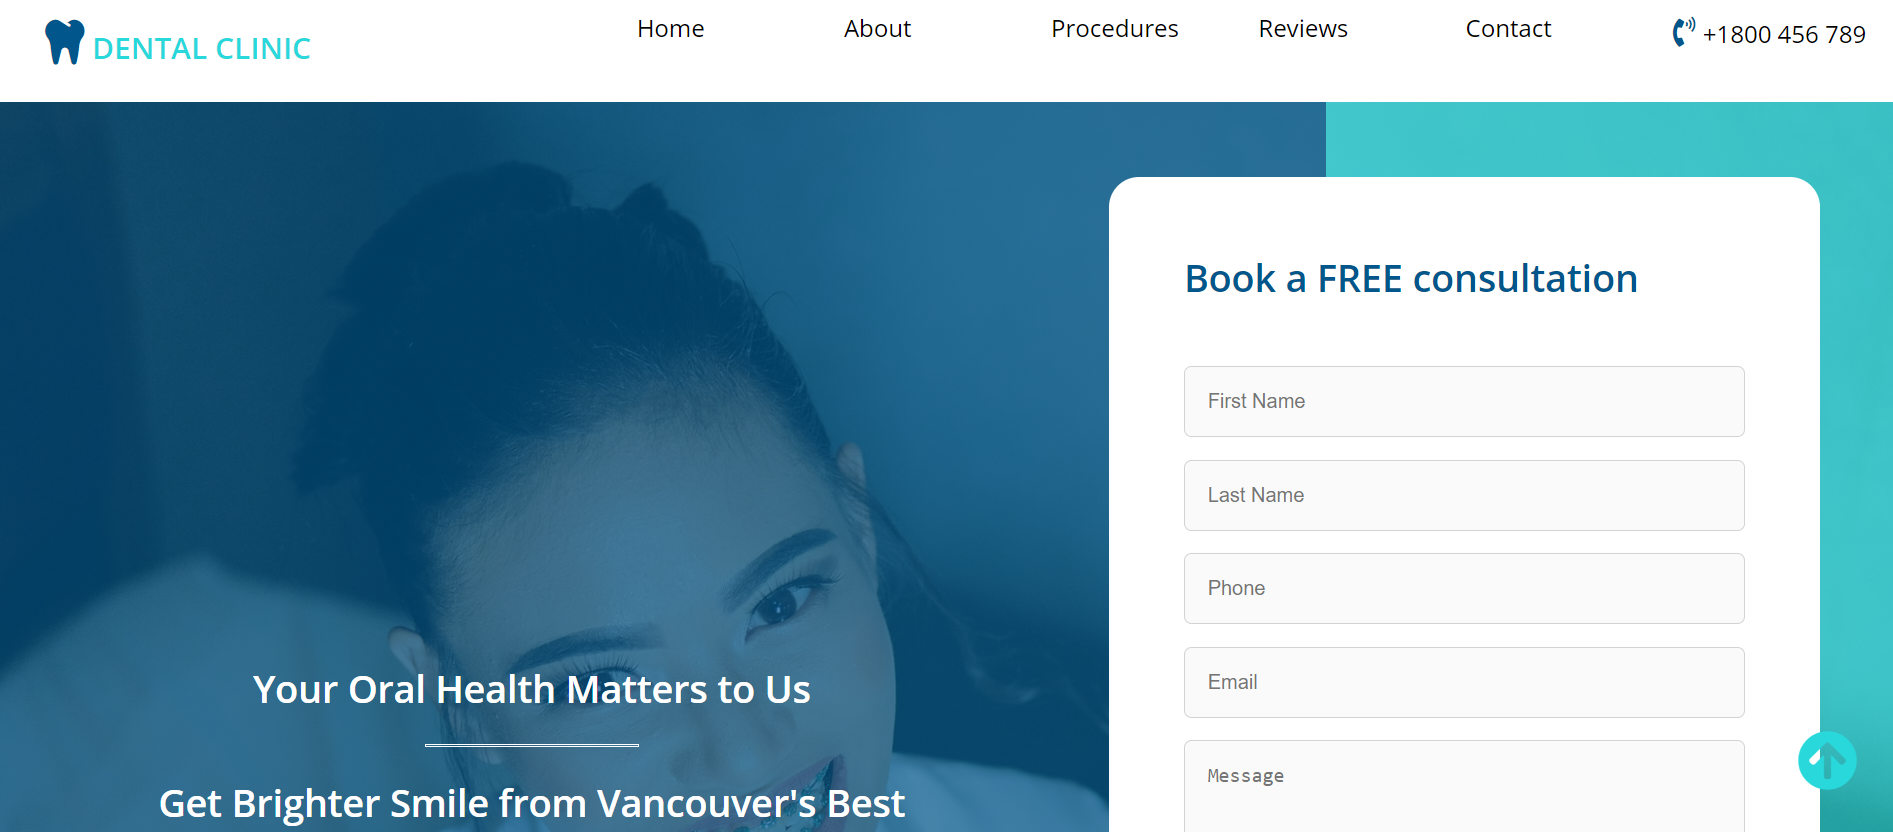 DENTAL CLINIC
Home
About
Procedures
Reviews
Contact
+1800 456 789
Your Oral Health Matters to Us
Get Brighter Smile from Vancouver's Best
Book a FREE consultation
First Name
Last Name
Phone
Email
Message